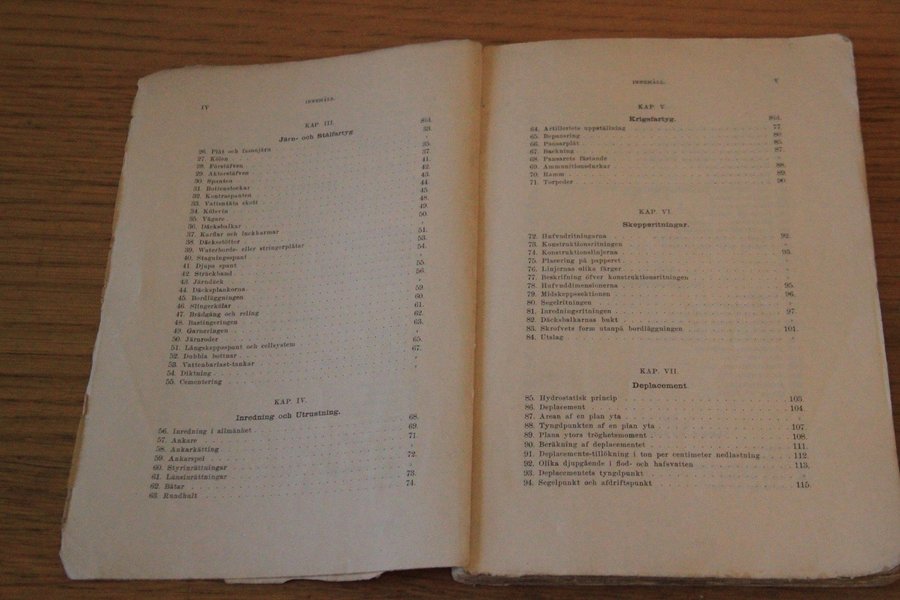 IV
INNEHÅLL.
KAP. III.
Järn- och Stålfartyg
Sid.
26. Plåt och fasonjärn 33.
27. Kölen 35.
28. Förstäfven 37.
29. Akterstäfven 41.
30. Spanten 42.
31. Bottenstockar 43.
32. Kontraspanten 44.
33. Vattentäta skott 45.
34. Kölsvin 48.
35. Vägare 49.
36. Däcksbalkar 50.
37. Karflar och luckkarmar "
38. Däcksstöttor 51.
39. Waterbords- eller stringerplåtar 53.
40. Stagningsspant 54.
41. Djupa spant "
42. Sträckband 55.
43. Järndäck 56.
44. Däcksplankorna "
45. Bordläggningen 59.
46. Slingerkölar 60.
47. Brädgång och reling 61.
48. Barlingeringen 62.
49. Garneringen 63.
50. Järnroder "
51. Långskeppsspant och cellsystem 65.
52. Dubbla bottnar 67.
53. Vattenbarlast-tankar "
54. Diktning "
55. Cementering "
KAP. IV.
Inredning och Utrustning.
56. Inredning i allmänhet 68.
57. Ankare 69.
58. Ankarkätting 71.
59. Ankarspel "
60. Styrinrättningar 72.
61. Länsinrättningar "
62. Båtar 73.
63. Rundhult 74.
INNEHÅLL.
V
KAP. V.
Krigsfartyg.
Sid.
64. Artilleriets uppställning 77.
65. Bepansring 80.
66. Pansarplåt 85.
67. Backning 87.
68. Pansarets fästande "
69. Ammunitionsdurkar 88.
70. Ramm 89.
71. Torpeder 90.
KAP. VI.
Skeppsritningar.
72. Hufvudritningarna 92.
73. Konstruktionsritningen "
74. Konstruktionslinjerna 93.
75. Placering på papperet "
76. Linjernas olika färger "
77. Beskrifning öfver konstruktionsritningen "
78. Hufvuddimensionerna 95.
79. Midskeppssektionen 96.
80. Segelritningen "
81. Inredningsritningen 97.
82. Däcksbalkarnas bukt "
83. Skrofvets form utanpå bordläggningen 101.
84. Utslag "
KAP. VII.
Deplacement.
85. Hydrostatisk princip 103.
86. Deplacement 104.
87. Arean af en plan yta "
88. Tyngdpunkten af en plan yta 107.
89. Plana ytors tröghetsmoment 108.
90. Beräkning af deplacementet 111.
91. Deplacements-tillökning i ton per centimeter nedlastning 112.
92. Olika djupgående i flod- och hafsvatten 113.
93. Deplacementets tyngdpunkt "
94. Segelpunkt och afdriftspunkt 115.